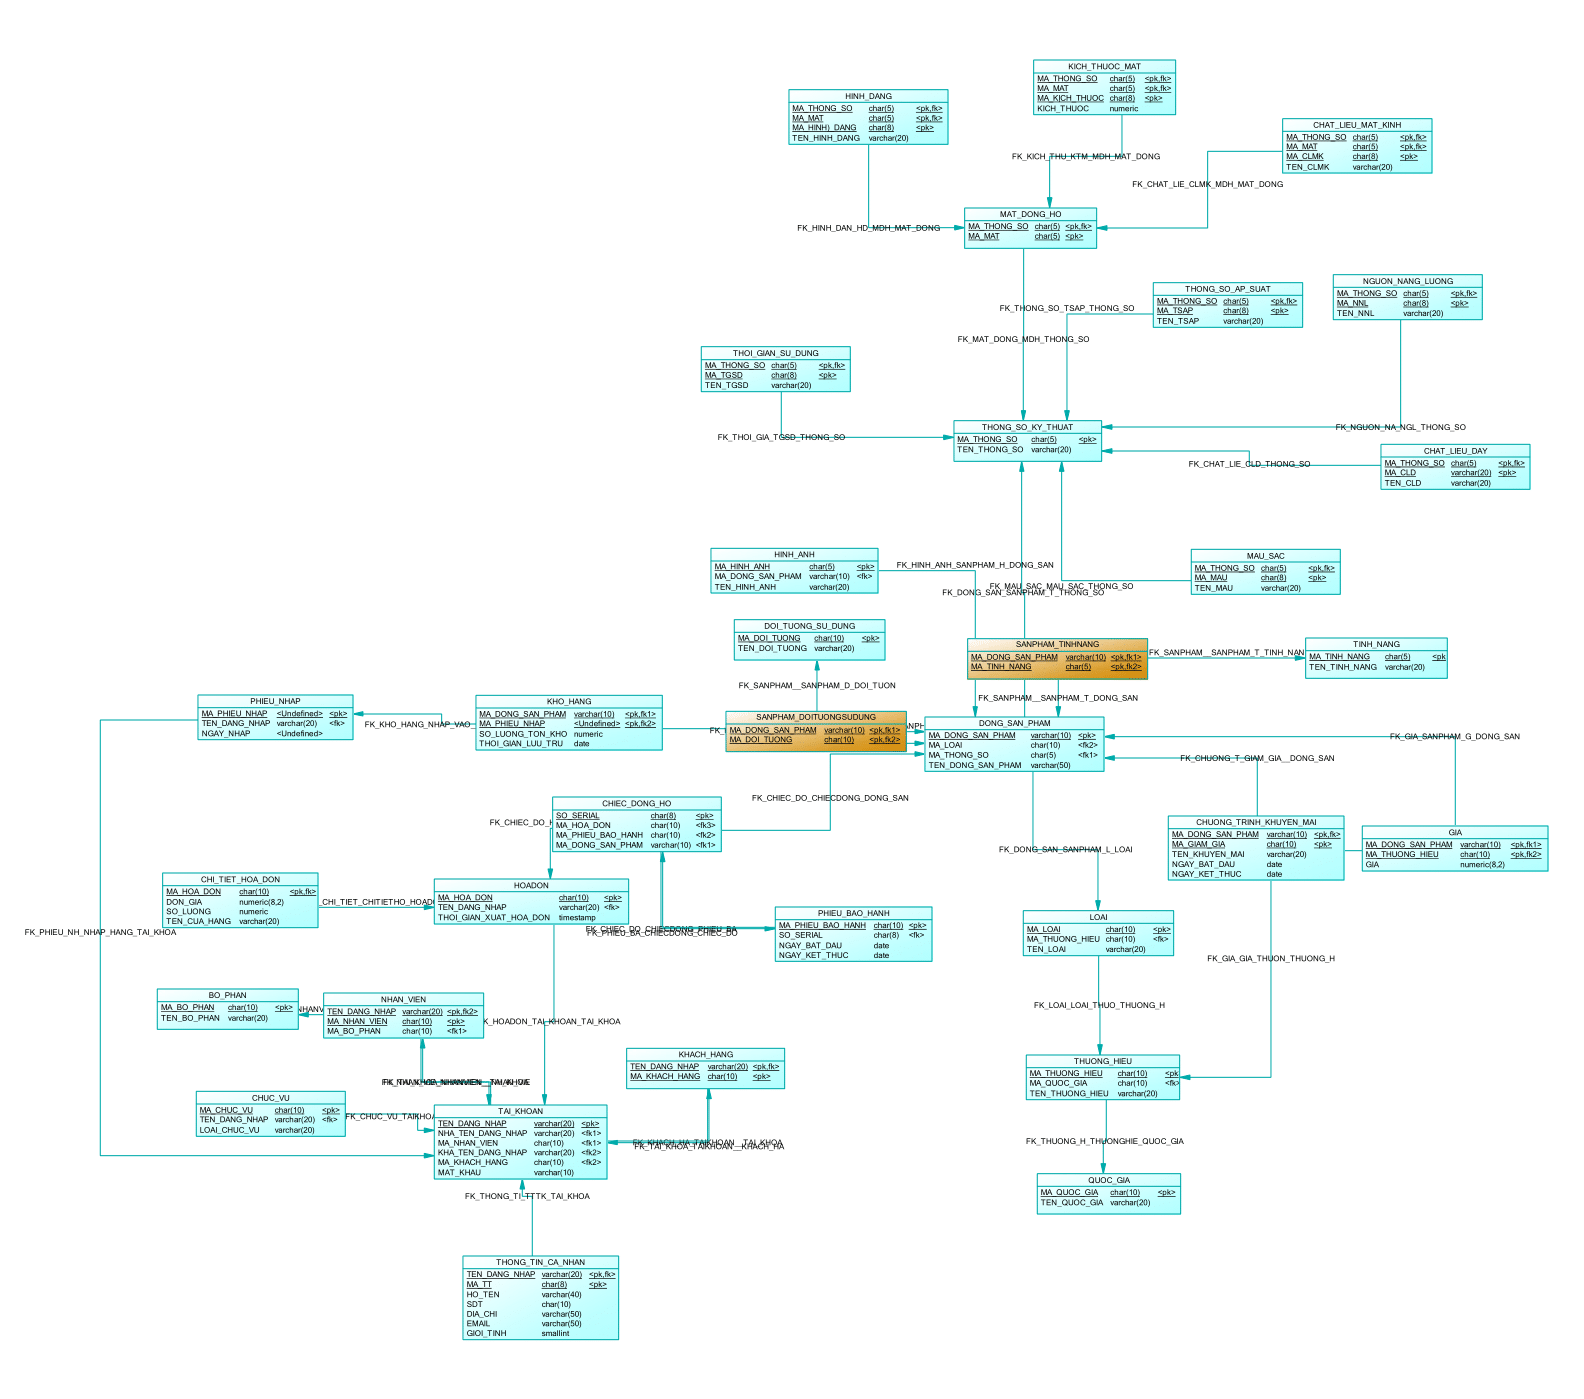 KICH_THUOC_MAT
MA_THONG_SO char(5) <pk,fk>
MA_MAT char(5) <pk,fk>
MA_KICH_THUOC char(8) <pk>
KICH_THUOC numeric
HINH_DANG
MA_THONG_SO char(5) <pk,fk>
MA_MAT char(5) <pk,fk>
MA_HINH)_DANG char(8) <pk>
TEN_HINH_DANG varchar(20)
CHAT_LIEU_MAT_KINH
MA_THONG_SO char(5) <pk,fk>
MA_MAT char(5) <pk,fk>
MA_CLMK char(8) <pk>
TEN_CLMK varchar(20)
FK_KICH_THU_KTM_MDH_MAT_DONG
FK_CHAT_LIE_CLMK_MDH_MAT_DONG
MAT_DONG_HO
MA_THONG_SO char(5) <pk,fk>
MA_MAT char(5) <pk>
FK_HINH_DAN_HD_MDH_MAT_DONG
THONG_SO_AP_SUAT
MA_THONG_SO char(5) <pk,fk>
MA_TSAP char(8) <pk>
TEN_TSAP varchar(20)
NGUON_NANG_LUONG
MA_THONG_SO char(5) <pk,fk>
MA_NNL char(8) <pk>
TEN_NNL varchar(20)
FK_THONG_SO_TSAP_THONG_SO
FK_MAT_DONG_MDH_THONG_SO
THOI_GIAN_SU_DUNG
MA_THONG_SO char(5) <pk,fk>
MA_TGSD char(8) <pk>
TEN_TGSD varchar(20)
FK_THOI_GIA_TGSD_THONG_SO
THONG_SO_KY_THUAT
MA_THONG_SO char(5) <pk>
TEN_THONG_SO varchar(20)
FK_NGUON_NA_NGL_THONG_SO
FK_CHAT_LIE_CLD_THONG_SO
CHAT_LIEU_DAY
MA_THONG_SO char(5) <pk,fk>
MA_CLD varchar(20) <pk>
TEN_CLD varchar(20)
HINH_ANH
MA_HINH_ANH char(5) <pk>
MA_DONG_SAN_PHAM varchar(10) <fk>
TEN_HINH_ANH varchar(20)
FK_HINH_ANH_SANPHAM_H_DONG_SAN
MAU_SAC
MA_THONG_SO char(5) <pk,fk>
MA_MAU char(8) <pk>
TEN_MAU varchar(20)
FK_MAU_SAC_MAU_SAC_THONG_SO
FK_DONG_SAN_SANPHAM_T_THONG_SO
DOI_TUONG_SU_DUNG
MA_DOI_TUONG char(10) <pk>
TEN_DOI_TUONG varchar(20)
SANPHAM_TINHNANG
MA_DONG_SAN_PHAM varchar(10) <pk,fk1>
MA_TINH_NANG char(5) <pk,fk2>
FK_SANPHAM__SANPHAM_T_TINH_NAN
TINH_NANG
MA_TINH_NANG char(5) <pk
TEN_TINH_NANG varchar(20)
FK_SANPHAM__SANPHAM_D_DOI_TUON
FK_SANPHAM__SANPHAM_T_DONG_SAN
PHIEU_NHAP
MA_PHIEU_NHAP <Undefined> <pk>
TEN_DANG_NHAP varchar(20) <fk>
NGAY_NHAP <Undefined>
FK_KHO_HANG_NHAP_VAO_
KHO_HANG
MA_DONG_SAN_PHAM varchar(10) <pk,fk1>
MA_PHIEU_NHAP <Undefined> <pk,fk2>
SO_LUONG_TON_KHO numeric
THOI_GIAN_LUU_TRU date
SANPHAM_DOITUONGSUDUNG
MA_DONG_SAN_PHAM varchar(10) <pk,fk1>
MA_DOI_TUONG char(10) <pk,fk2>
DONG_SAN_PHAM
MA_DONG_SAN_PHAM varchar(10) <pk>
MA_LOAI char(10) <fk2>
MA_THONG_SO char(5) <fk1>
TEN_DONG_SAN_PHAM varchar(50)
FK_GIA_SANPHAM_G_DONG_SAN
FK_CHUONG_T_GIAM_GIA__DONG_SAN
FK_CHIEC_DO_CHIECDONG_DONG_SAN
CHIEC_DONG_HO
SO_SERIAL char(8) <pk>
MA_HOA_DON char(10) <fk3>
MA_PHIEU_BAO_HANH char(10) <fk2>
MA_DONG_SAN_PHAM varchar(10) <fk1>
CHUONG_TRINH_KHUYEN_MAI
MA_DONG_SAN_PHAM varchar(10) <pk,fk>
MA_GIAM_GIA char(10) <pk>
TEN_KHUYEN_MAI varchar(20)
NGAY_BAT_DAU date
NGAY_KET_THUC date
GIA
MA_DONG_SAN_PHAM varchar(10) <pk,fk1>
MA_THUONG_HIEU char(10) <pk,fk2>
GIA numeric(8,2)
FK_DONG_SAN_SANPHAM_L_LOAI
CHI_TIET_HOA_DON
MA_HOA_DON char(10) <pk,fk>
DON_GIA numeric(8,2)
SO_LUONG numeric
TEN_CUA_HANG varchar(20)
_CHI_TIET_CHITIETHO_HOAD
HOADON
MA_HOA_DON char(10) <pk>
TEN_DANG_NHAP varchar(20) <fk>
THOI_GIAN_XUAT_HOA_DON timestamp
PHIEU_BAO_HANH
MA_PHIEU_BAO_HANH char(10) <pk>
SO_SERIAL char(8) <fk>
NGAY_BAT_DAU date
NGAY_KET_THUC date
LOAI
MA_LOAI char(10) <pk>
MA_THUONG_HIEU char(10) <fk>
TEN_LOAI varchar(20)
FK_PHIEU_NH_NHAP_HANG_TAI_KHOA
FK_CHIEC_DO_CHIECDONG_PHIEU_BA
FK_PHIEU_BA_CHIECDONG_CHIEC_DO
FK_GIA_GIA_THUON_THUONG_H
BO_PHAN
MA_BO_PHAN char(10) <pk>
TEN_BO_PHAN varchar(20)
NHAN_VIEN
TEN_DANG_NHAP varchar(20) <pk,fk2>
MA_NHAN_VIEN char(10) <pk>
MA_BO_PHAN char(10) <fk1>
K_HOADON_TAI_KHOAN_TAI_KHOA
FK_LOAI_LOAI_THUO_THUONG_H
KHACH_HANG
TEN_DANG_NHAP varchar(20) <pk,fk>
MA_KHACH_HANG char(10) <pk>
THUONG_HIEU
MA_THUONG_HIEU char(10) <pk
MA_QUOC_GIA char(10) <fk
TEN_THUONG_HIEU varchar(20)
CHUC_VU
MA_CHUC_VU char(10) <pk>
TEN_DANG_NHAP varchar(20) <fk>
LOAI_CHUC_VU varchar(20)
FK_CHUC_VU_TAIKHOA
TAI_KHOAN
TEN_DANG_NHAP varchar(20) <pk>
NHA_TEN_DANG_NHAP varchar(20) <fk1>
MA_NHAN_VIEN char(10) <fk1>
KHA_TEN_DANG_NHAP varchar(20) <fk2>
MA_KHACH_HANG char(10) <fk2>
MAT_KHAU varchar(10)
FK_KHACH_HA_TAIKHOAN__TAI_KHOA
FK_TAI_KHOA_TAIKHOAN__KHACH_HA
FK_THUONG_H_THUONGHIE_QUOC_GIA
FK_THONG_TI_TTTK_TAI_KHOA
QUOC_GIA
MA_QUOC_GIA char(10) <pk>
TEN_QUOC_GIA varchar(20)
THONG_TIN_CA_NHAN
TEN_DANG_NHAP varchar(20) <pk,fk>
MA_TT char(8) <pk>
HO_TEN varchar(40)
SDT char(10)
DIA_CHI varchar(50)
EMAIL varchar(50)
GIOI_TINH smallint